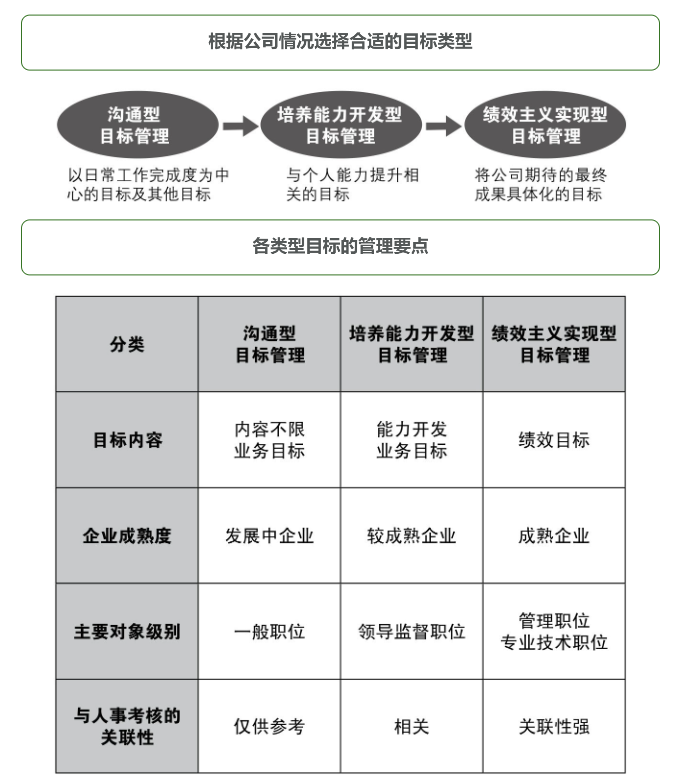 根据公司情况选择合适的目标类型
沟通型
目标管理
培养能力开发型
目标管理
绩效主义实现型
目标管理
以日常工作完成度为中
心的目标及其他目标
与个人能力提升相
关的目标
将公司期待的最终
成果具体化的目标
各类型目标的管理要点
分类
沟通型
目标管理
培养能力开发型
目标管理
绩效主义实现型
目标管理
目标内容
内容不限
业务目标
能力开发
业务目标
绩效目标
企业成熟度
发展中企业
较成熟企业
成熟企业
主要对象级别
一般职位
领导监督职位
管理职位
专业技术职位
与人事考核的
关联性
仅供参考
相关
关联性强